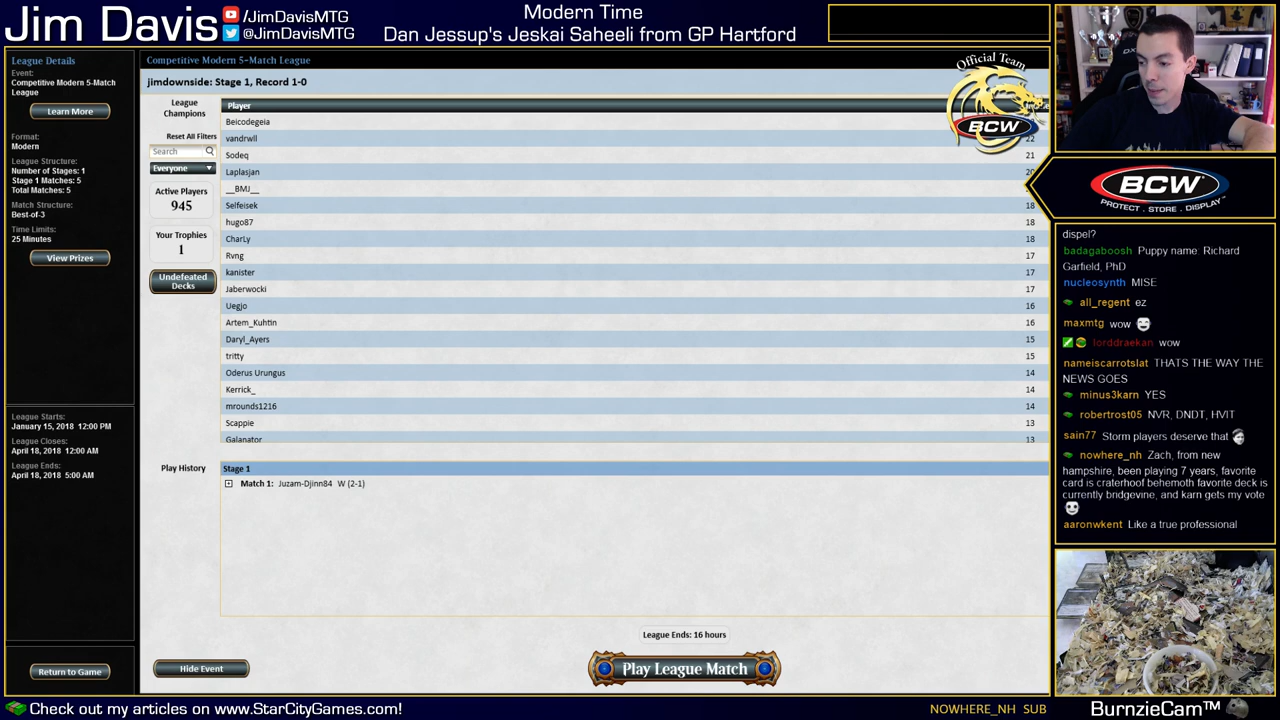 Jim Davis
/JimDavisMTG
@JimDavisMTG
Modern Time
Dan Jessup's Jeskai Saheeli from GP Hartford
League Details
Event:
Competitive Modern 5-Match
League
Learn More
Format:
Modern
League Structure:
Number of Stages: 1
Stage 1 Matches: 5
Total Matches: 5
Match Structure:
Best-of-3
Time Limits:
25 Minutes
View Prizes
League Starts:
January 15, 2018 12:00 PM
League Closes:
April 18, 2018 12:00 AM
League Ends:
April 18, 2018 5:00 AM
Return to Game
Competitive Modern 5-Match League
jimdownside: Stage 1, Record 1-0
League
Champions
Reset All Filters
Search
Everyone
Active Players
945
Your Trophies
1
Undefeated
Decks
Player
Beicodegeia
vandrwll 22
Sodeq 21
Laplasjan 20
__BMJ__
Selfeisek 18
hugo87 18
CharLy 18
Rvng 17
kanister 17
Jaberwocki 17
Uegjo 16
Artem_Kuhtin 16
Daryl_Ayers 15
tritty 15
Oderus Urungus 14
Kerrick_ 14
mrounds1216 14
Scappie 13
Galanator 13
Play History
Stage 1
Match 1: Juzam-Djinn84 W (2-1)
League Ends: 16 hours
Hide Event
Play League Match
Official Team
BCW
BCW
PROTECT . STORE . DISPLAY™
dispel?
badagaboosh Puppy name: Richard
Garfield, PhD
nucleosynth MISE
all_regent ez
maxmtg wow
lorddraekan wow
nameiscarrotslat THATS THE WAY THE
NEWS GOES
minus3karn YES
robertrost05 NVR, DNDT, HVIT
sain77 Storm players deserve that
nowhere_nh Zach, from new
hampshire, been playing 7 years, favorite
card is craterhoof behemoth favorite deck is
currently bridgevine, and karn gets my vote
aaronwkent Like a true professional
Check out my articles on www.StarCityGames.com!
NOWHERE_NH SUB
BurnzieCam™